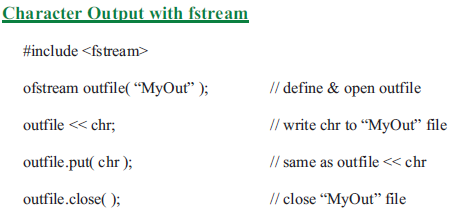 Character Output with fstream
#include <fstream>
ofstream outfile( “MyOut” ); // define & open outfile
outfile << chr; // write chr to “MyOut” file
outfile.put( chr ); // same as outfile << chr
outfile.close( ); // close “MyOut” file